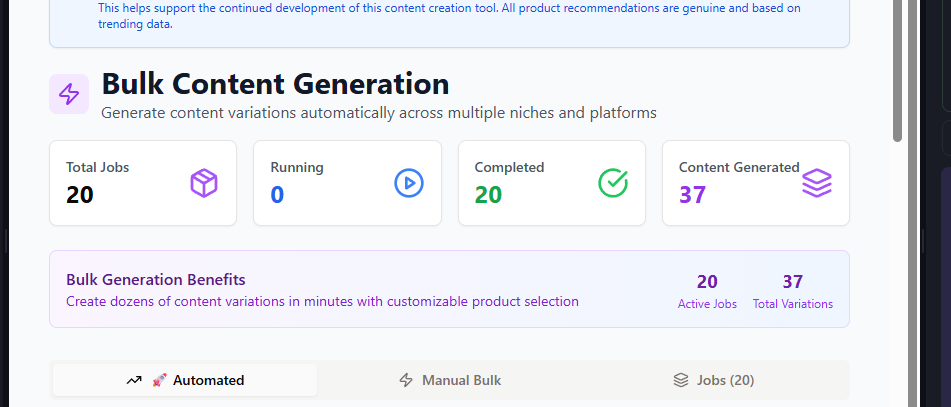 This helps support the continued development of this content creation tool. All product recommendations are genuine and based on
trending data.
Bulk Content Generation
Generate content variations automatically across multiple niches and platforms
Total Jobs
20
Running
0
Completed
20
Content Generated
37
Bulk Generation Benefits
Create dozens of content variations in minutes with customizable product selection
20
Active Jobs
37
Total Variations
🚀 Automated
Manual Bulk
Jobs (20)